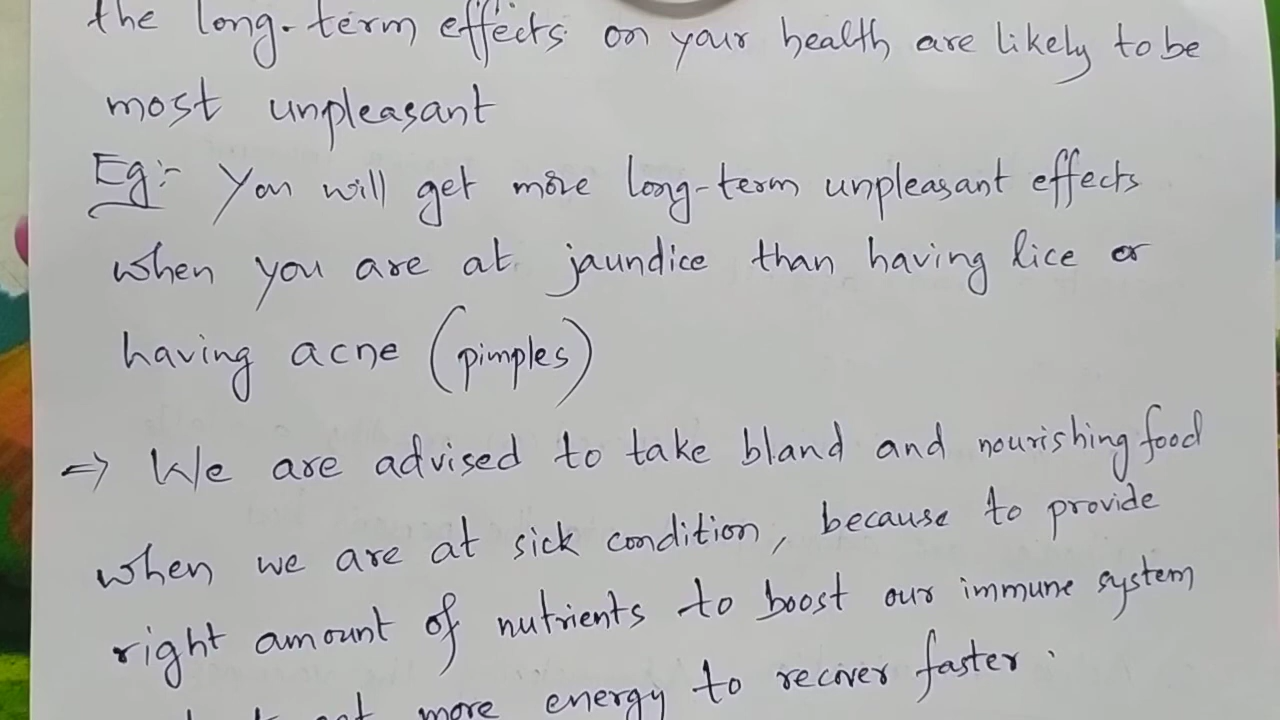 the long-term effects on your health are likely to be
most unpleasant
Eg:- You will get more long-term unpleasant effects
when you are at jaundice than having lice or
having acne (pimples)
=> We are advised to take bland and nourishing food
when we are at sick condition, because to provide
right amount of nutrients to boost our immune system
more energy to recover faster.